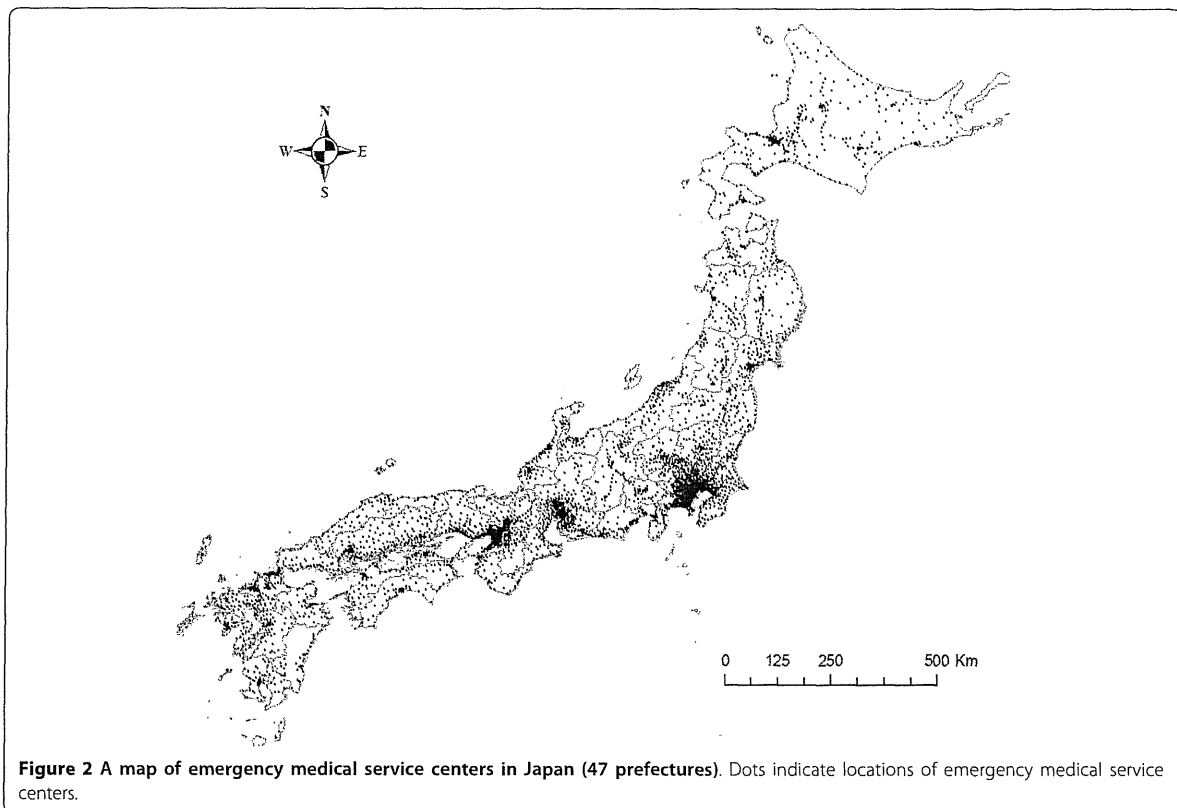 N
W E
S
0 125 250 500 Km
Figure 2 A map of emergency medical service centers in Japan (47 prefectures). Dots indicate locations of emergency medical service
centers.